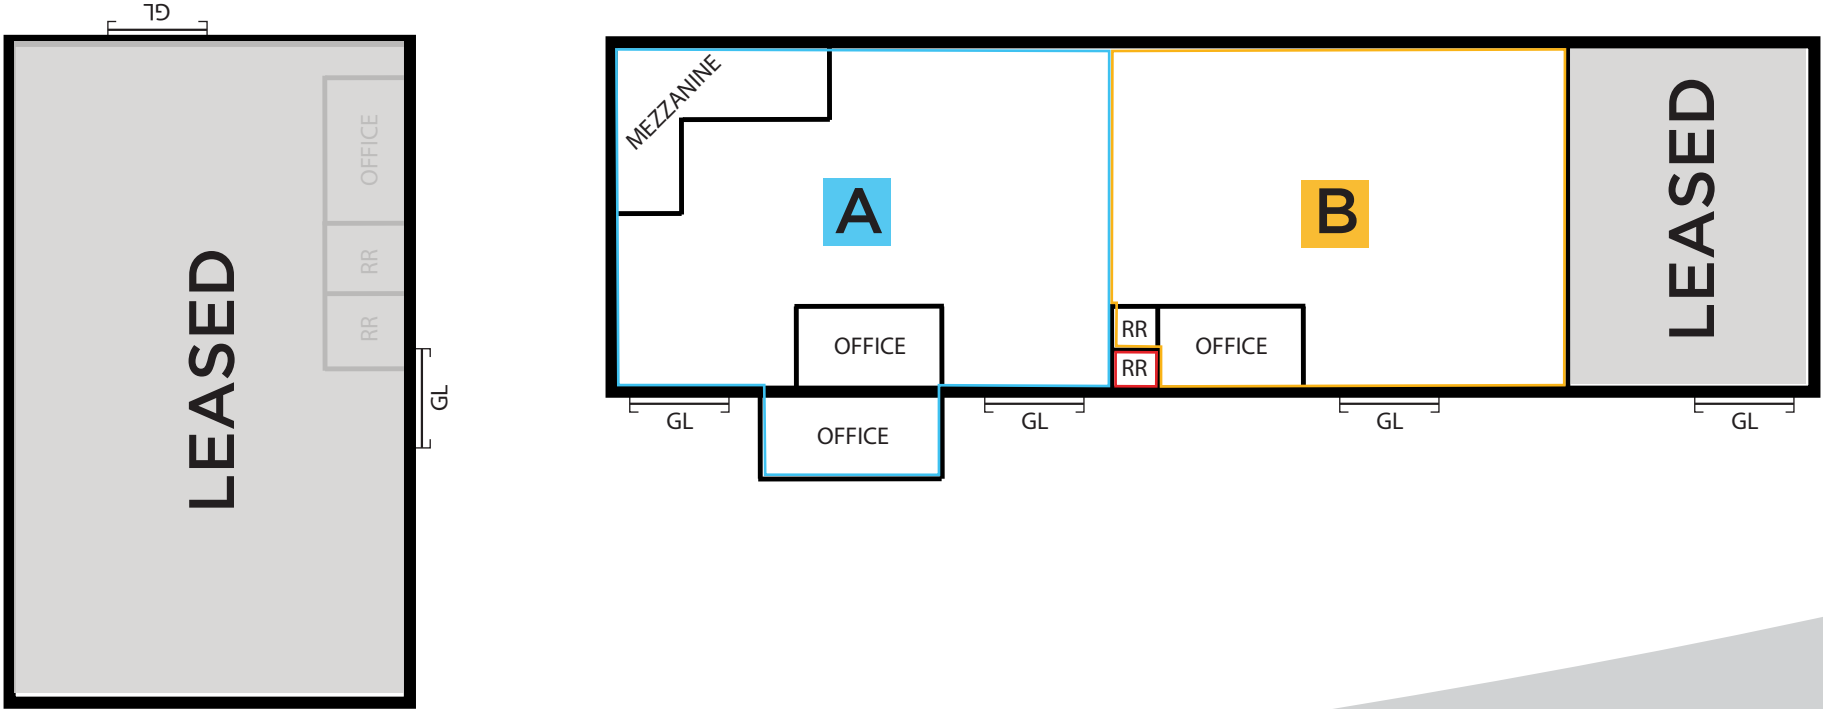 GL
OFFICE
RR
RR
LEASED
GL
MEZZANINE
A
B
LEASED
OFFICE
RR
RR
OFFICE
GL
OFFICE
GL
GL
GL